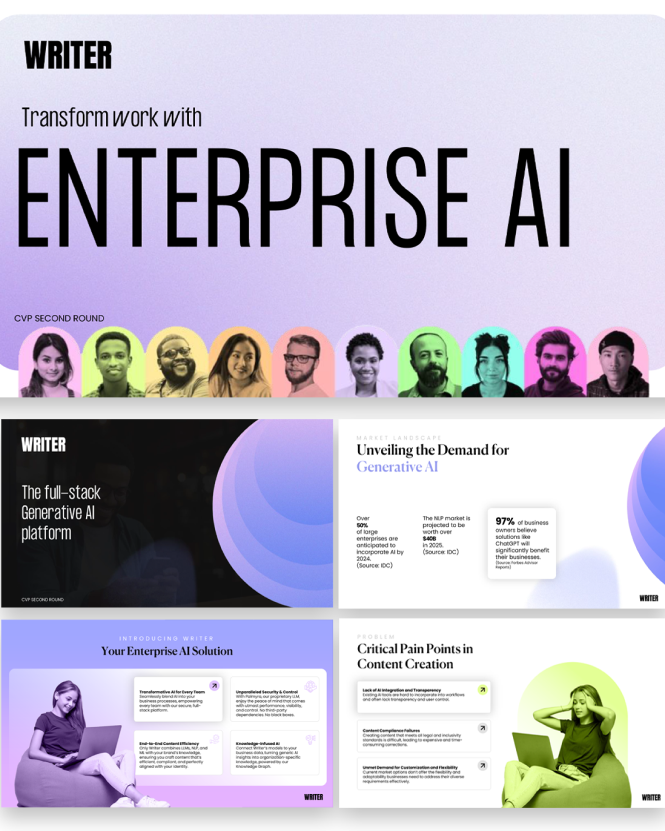 WRITER
Transform work with
ENTERPRISE AI
CVP SECOND ROUND
WRITER
The full-stack
Generative AI
platform
CVP SECOND ROUND
MARKET LANDSCAPE
Unveiling the Demand for
Generative AI
Over
50%
of large
enterprises are
anticipated to
incorporate AI by
2024.
(Source: IDC)
The NLP market is
projected to be
worth over
$40B
in 2025.
(Source: IDC)
97% of business
owners believe
solutions like
ChatGPT will
significantly benefit
their businesses.
(Source: Forbes Advisor
Reports)
WRITER
INTRODUCING WRITER
Your Enterprise AI Solution
Transformative AI for Every Team
Seamlessly blend AI into your
business processes, empowering
every team with our secure, full-
stack platform.
Unparalleled Security & Control
With Palmyra, our proprietary LLM,
enjoy the peace of mind that comes
with utmost performance, visibility,
and control. No third-party
dependencies. No black boxes.
End-to-End Content Efficiency
Only Writer combines LLM, NLP, and
ML with your brand's knowledge,
ensuring you craft content that's
efficient, compliant, and perfectly
aligned with your identity.
Knowledge-Infused AI
Connect Writer's models to your
business data, turning generic AI
insights into organization-specific
knowledge, powered by our
Knowledge Graph.
WRITER
PROBLEM
Critical Pain Points in
Content Creation
Lack of AI Integration and Transparency
Existing AI tools are hard to incorporate into workflows
and often lack transparency and user control.
Content Compliance Failures
Creating content that meets all legal and inclusivity
standards is difficult, leading to expensive and time-
consuming corrections.
Unmet Demand for Customization and Flexibility
Current market options don't offer the flexibility and
adaptability businesses need to address their diverse
requirements effectively.
WRITER